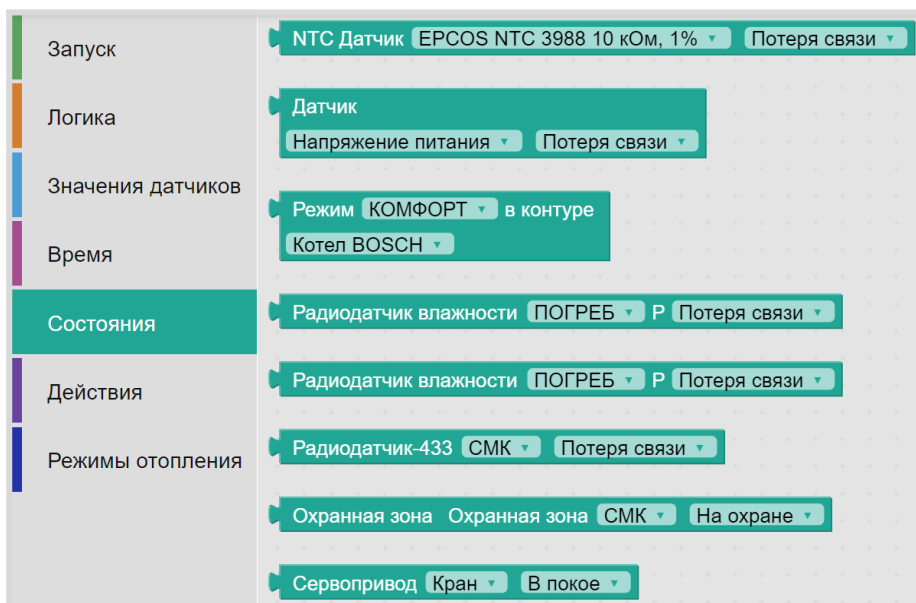 Запуск
Логика
Значения датчиков
Время
Состояния
Действия
Режимы отопления
NTC Датчик EPCOS NTC 3988 10 кОм, 1% Потеря связи
Датчик
Напряжение питания Потеря связи
Режим КОМФОРТ в контуре
Котел BOSCH
Радиодатчик влажности ПОГРЕБ Р Потеря связи
Радиодатчик влажности ПОГРЕБ Р Потеря связи
Радиодатчик-433 СМК Потеря связи
Охранная зона Охранная зона СМК На охране
Сервопривод Кран В покое